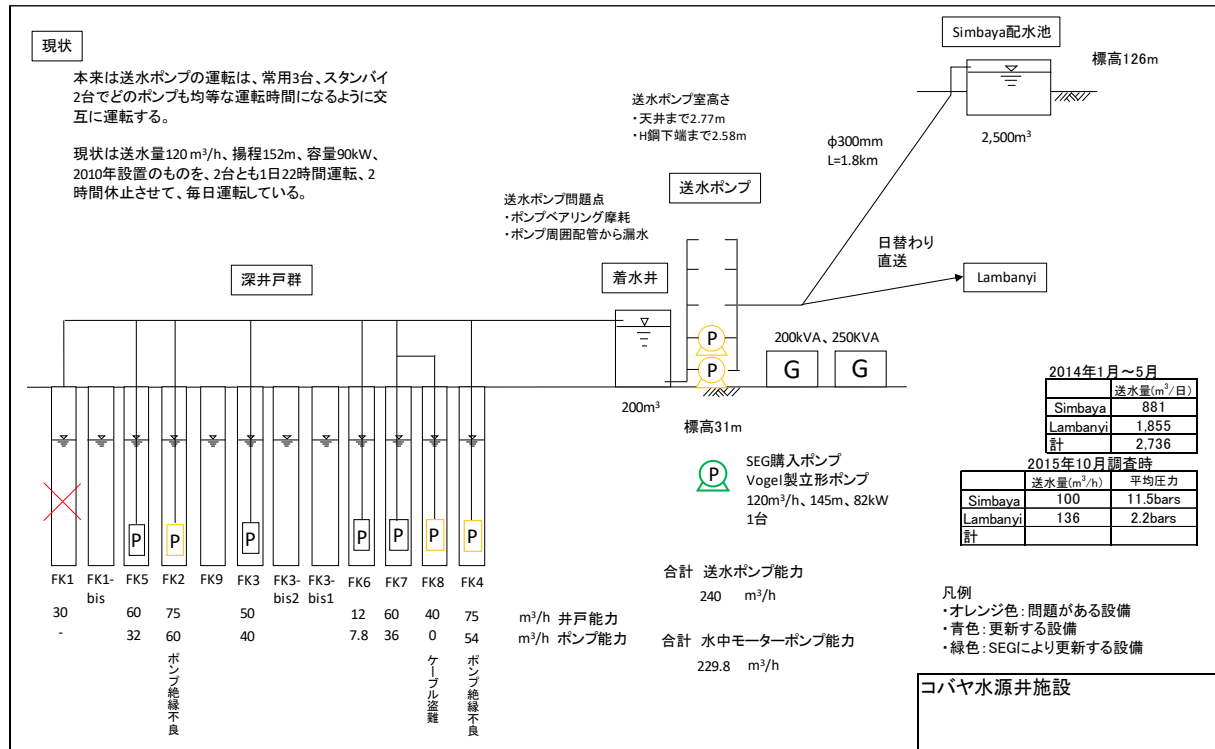 現状
本来は送水ポンプの運転は、常用3台、スタンバイ
2台でどのポンプも均等な運転時間になるように交
互に運転する。
現状は送水量120 m³/h、揚程152m、容量90kW、
2010年設置のものを、2台とも1日22時間運転、2
時間休止させて、毎日運転している。
Simbaya配水池
標高126m
2,500m³
送水ポンプ室高さ
・天井まで2.77m
・H鋼下端まで2.58m
φ300mm
L=1.8km
送水ポンプ
送水ポンプ問題点
・ポンプベアリング摩耗
・ポンプ周囲配管から漏水
日替わり
直送
Lambanyi
深井戸群
着水井
200kVA、250KVA
P
P
G
G
200m³
標高31m
P
SEG購入ポンプ
Vogel製立形ポンプ
120m³/h、145m、82kW
1台
2014年1月～5月
送水量(m³/日)
Simbaya 881
Lambanyi 1,855
計 2,736
2015年10月調査時
送水量(m³/h) 平均圧力
Simbaya 100 11.5bars
Lambanyi 136 2.2bars
計
P P P P P P P
FK1 FK1-bis FK5 FK2 FK9 FK3 FK3-bis2 FK3-bis1 FK6 FK7 FK8 FK4
30 60 75 50 12 60 40 75 m³/h 井戸能力
- 32 60 40 7.8 36 0 54 m³/h ポンプ能力
ポンプ絶縁不良
ケーブル盗難
ポンプ絶縁不良
合計 送水ポンプ能力
240 m³/h
合計 水中モーターポンプ能力
229.8 m³/h
凡例
・オレンジ色：問題がある設備
・青色：更新する設備
・緑色：SEGにより更新する設備
コバヤ水源井施設